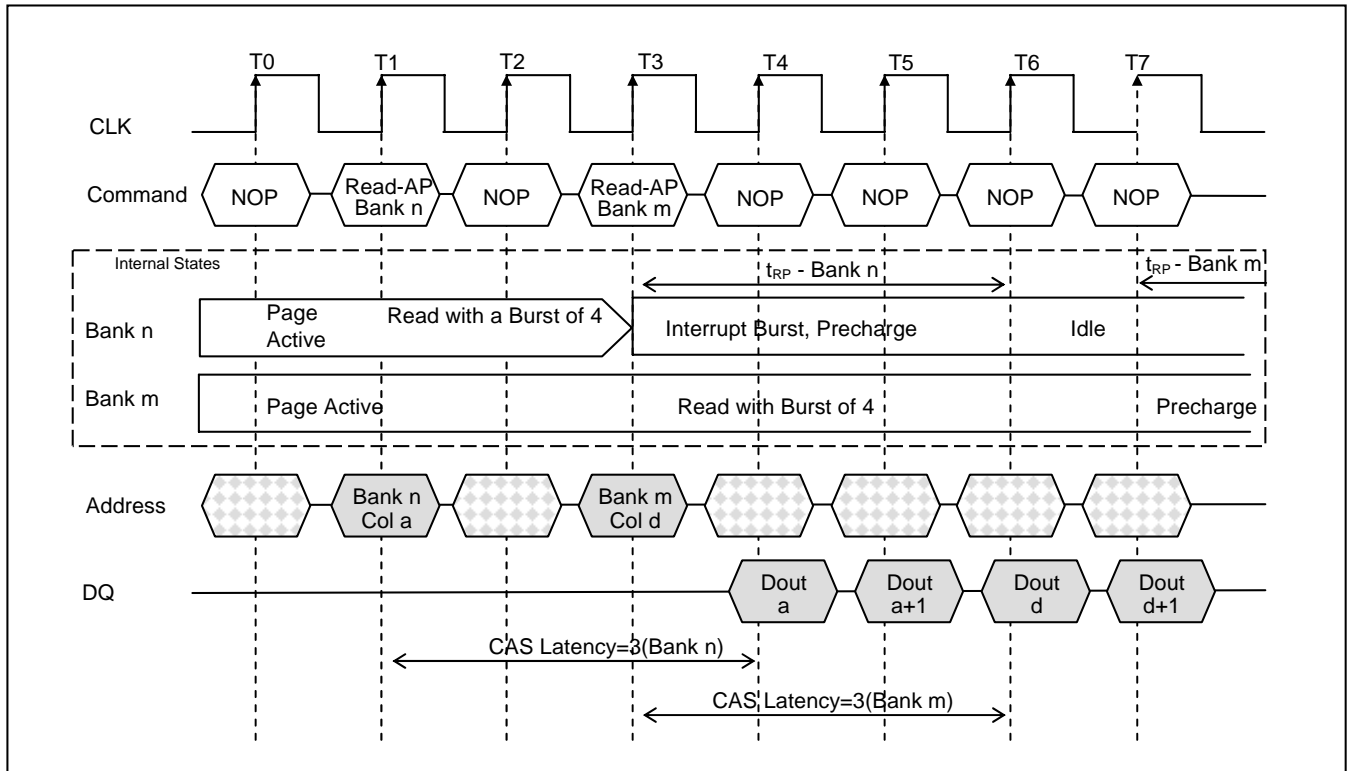 T0 T1 T2 T3 T4 T5 T6 T7
CLK
Command NOP Read-AP Bank n NOP Read-AP Bank m NOP NOP NOP NOP
Internal States
tRP - Bank n
tRP - Bank m
Bank n
Page Active
Read with a Burst of 4
Interrupt Burst, Precharge
Idle
Bank m
Page Active
Read with Burst of 4
Precharge
Address
Bank n
Col a
Bank m
Col d
DQ
Dout
a
Dout
a+1
Dout
d
Dout
d+1
CAS Latency=3(Bank n)
CAS Latency=3(Bank m)